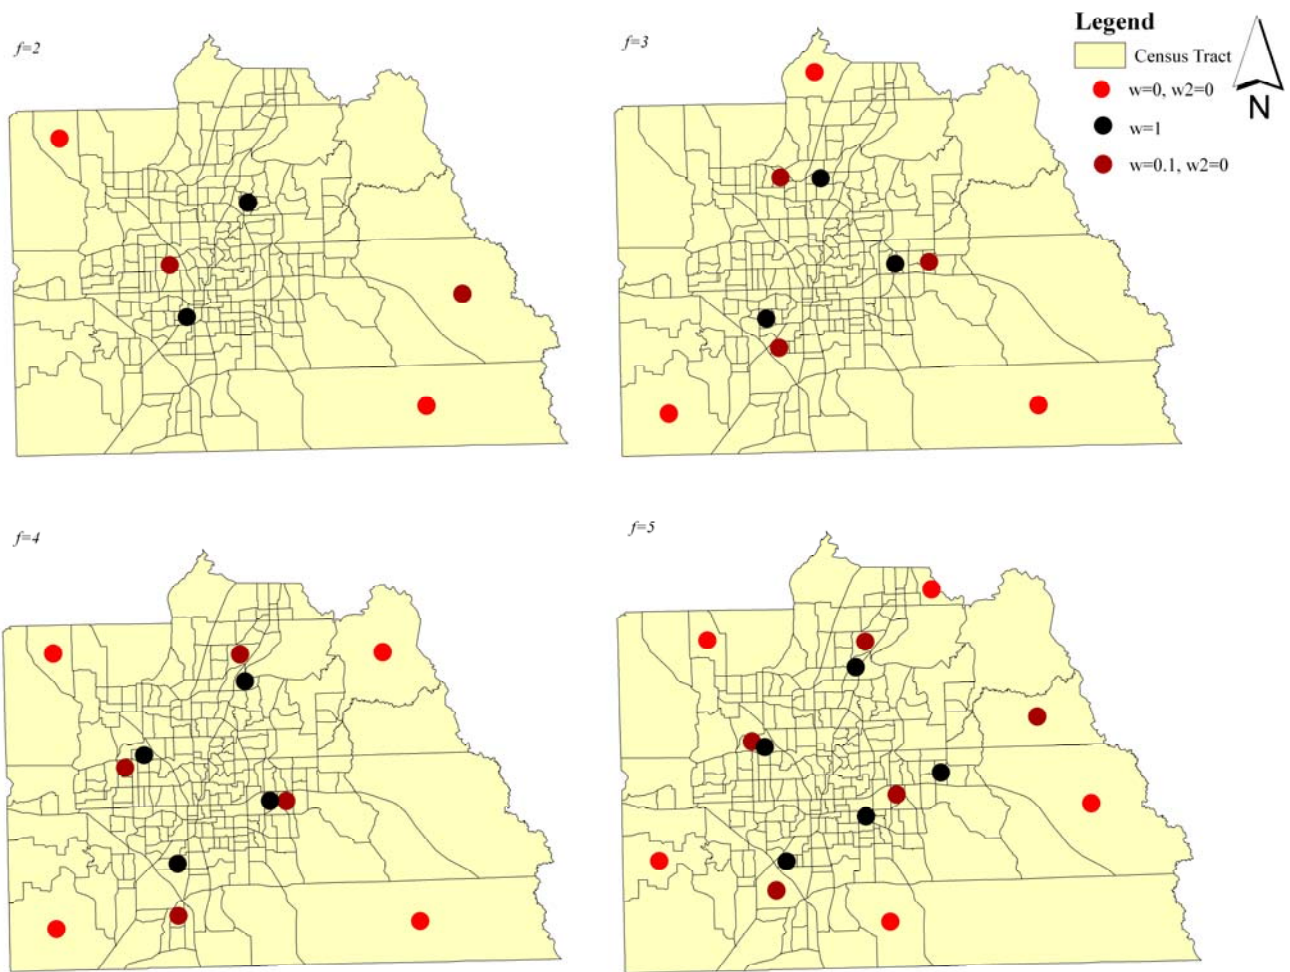 f=2
f=3
Legend
Census Tract
w=0, w2=0
w=1
w=0.1, w2=0
N
f=4
f=5